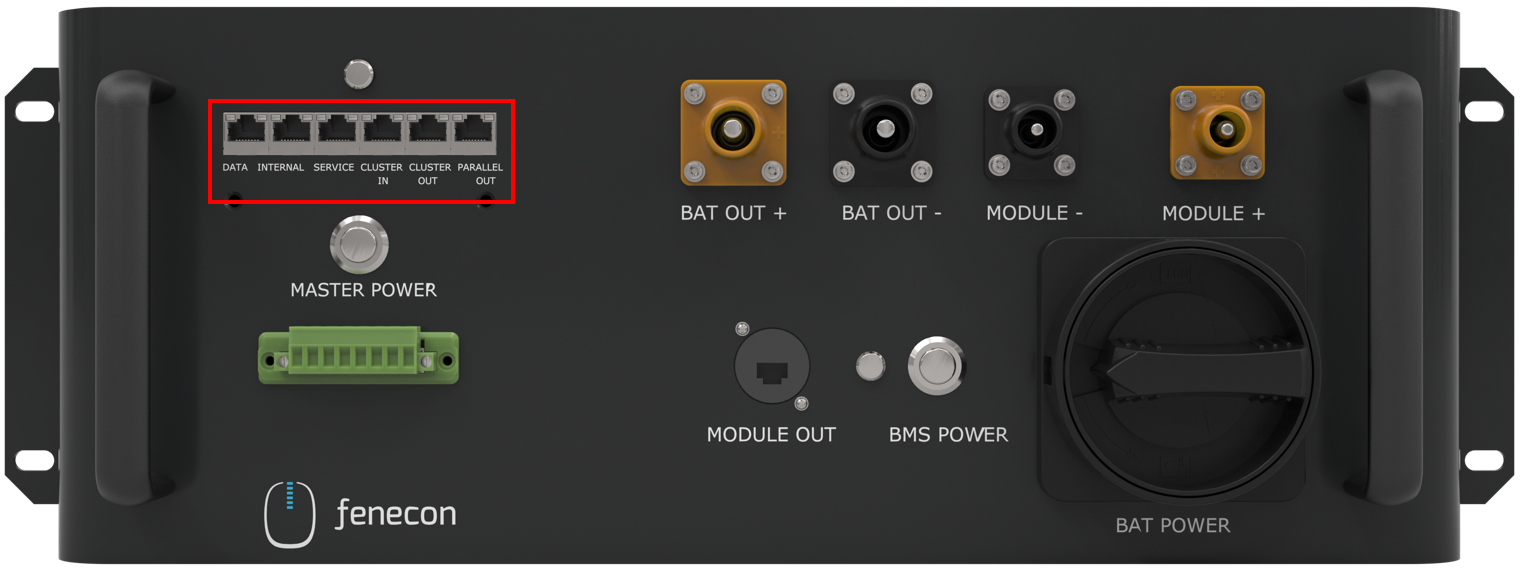 DATA INTERNAL SERVICE CLUSTER IN CLUSTER OUT PARALLEL OUT
BAT OUT + BAT OUT - MODULE - MODULE +
MASTER POWER
MODULE OUT BMS POWER
fenecon
BAT POWER